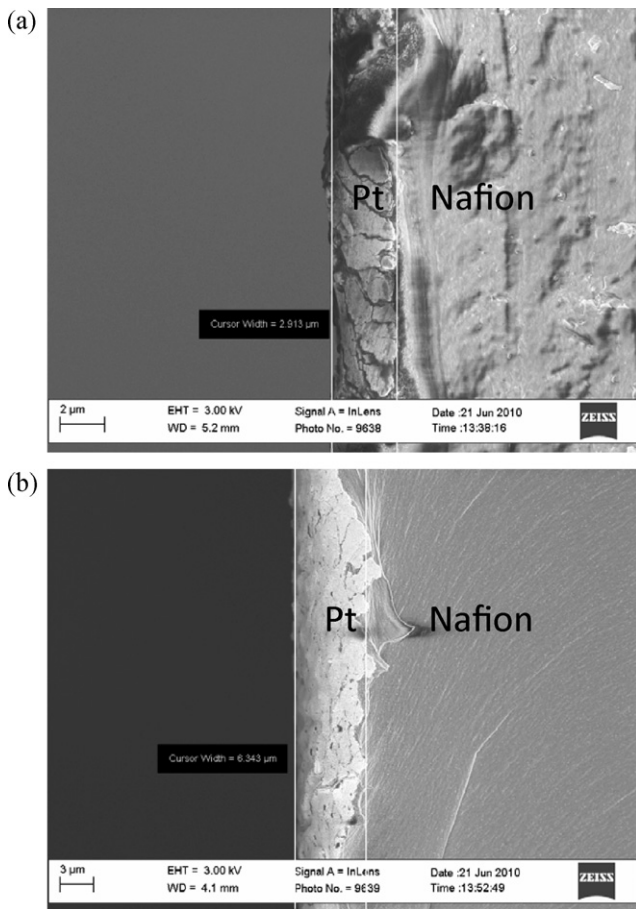 (a)
Pt Nafion
Cursor Width = 2.913 µm
2 µm EHT = 3.00 kV Signal A = InLens Date :21 Jun 2010
WD = 5.2 mm Photo No. = 9638 Time :13:38:16
ZEISS
(b)
Pt Nafion
Cursor Width = 6.343 µm
3 µm EHT = 3.00 kV Signal A = InLens Date :21 Jun 2010
WD = 4.1 mm Photo No. = 9639 Time :13:52:49
ZEISS